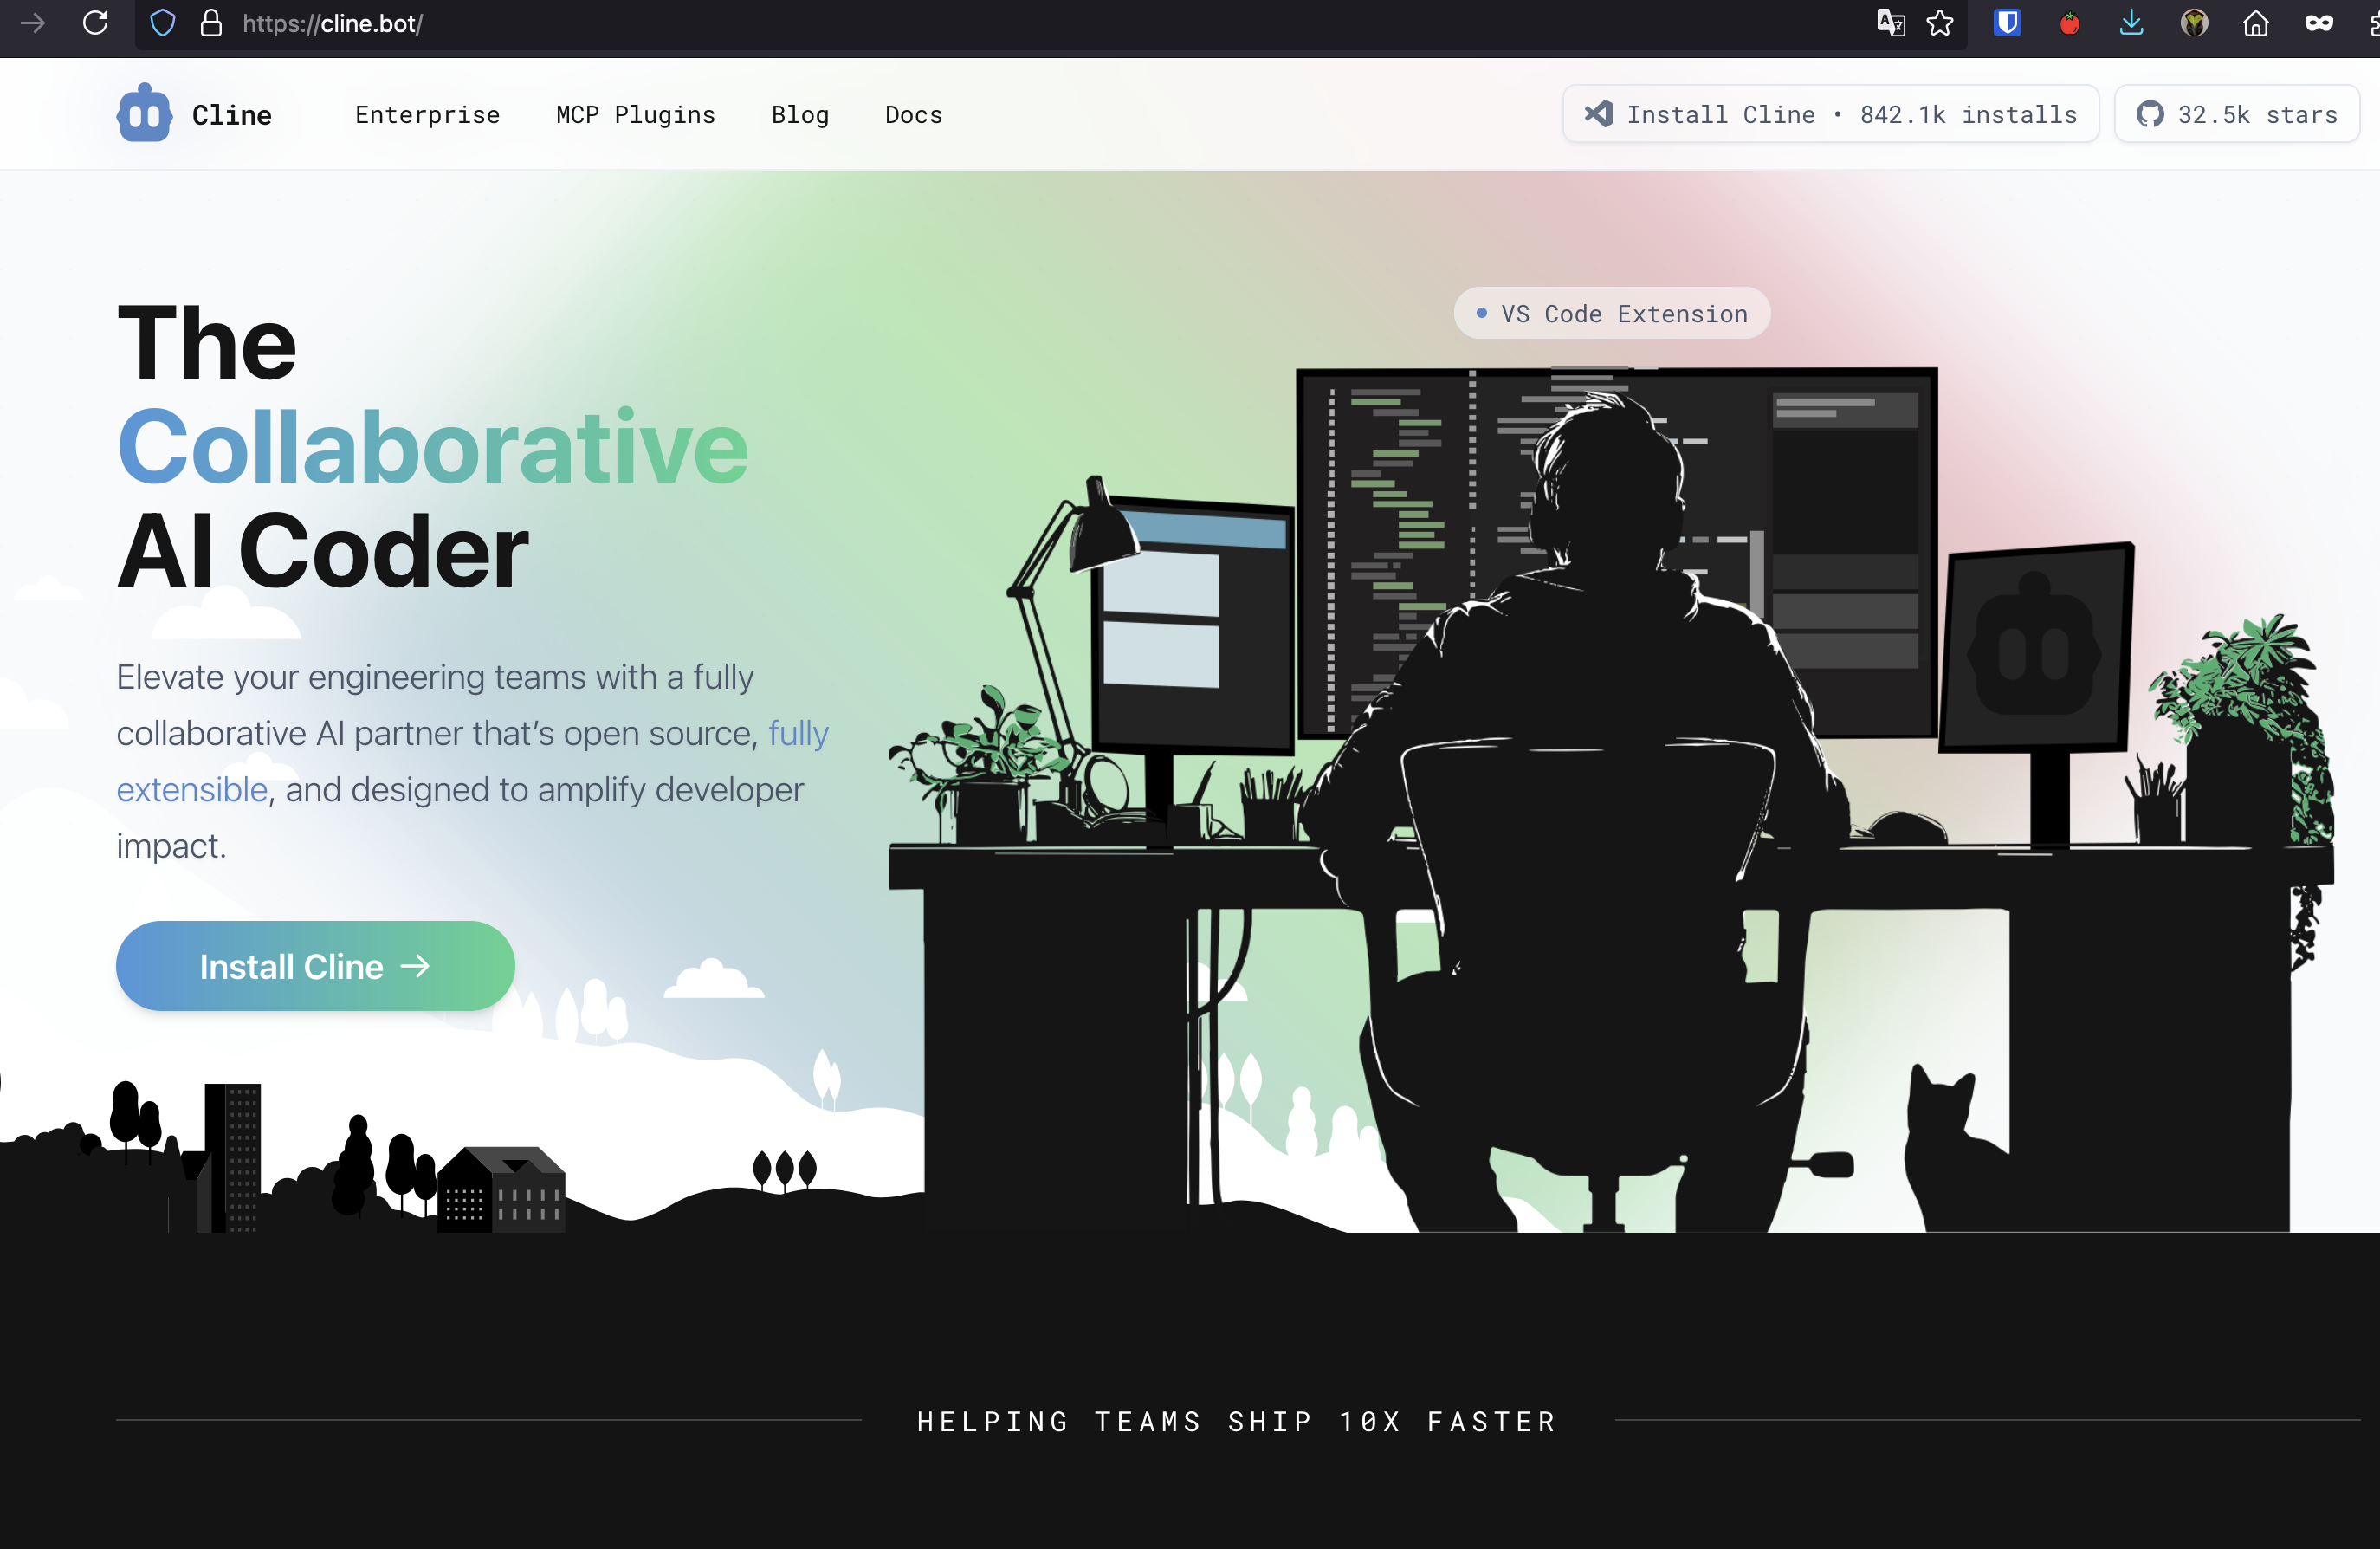 https://cline.bot/
Cline
Enterprise
MCP Plugins
Blog
Docs
Install Cline • 842.1k installs
32.5k stars
The
Collaborative
AI Coder
Elevate your engineering teams with a fully
collaborative AI partner that’s open source, fully
extensible, and designed to amplify developer
impact.
Install Cline →
VS Code Extension
HELPING TEAMS SHIP 10X FASTER